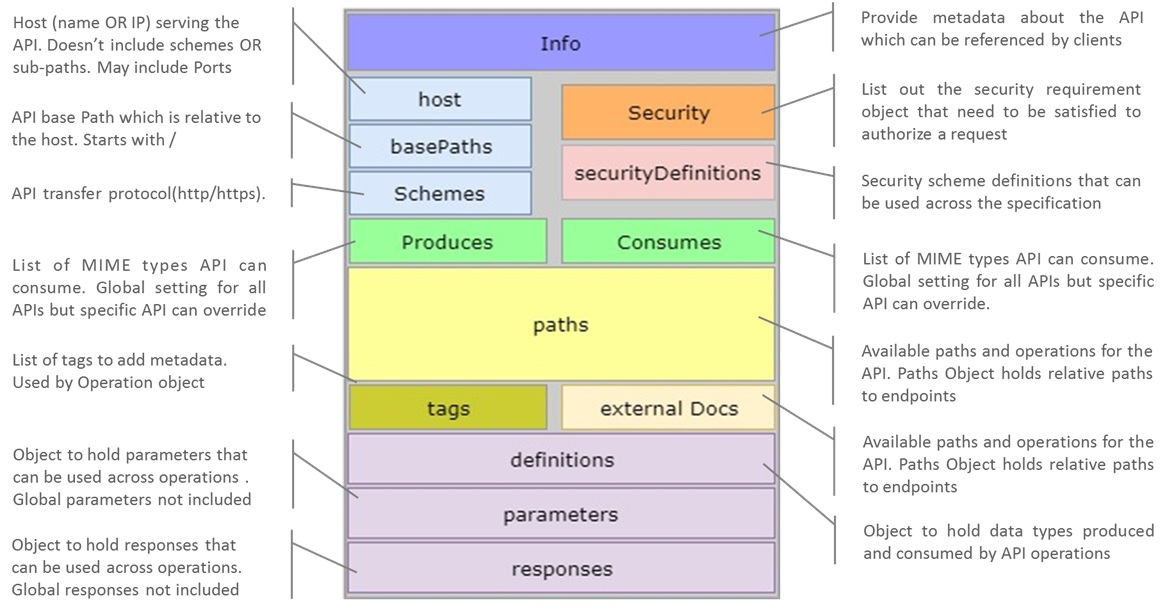 Host (name OR IP) serving the
API. Doesn't include schemes OR
sub-paths. May include Ports
API base Path which is relative to
the host. Starts with /
API transfer protocol(http/https).
List of MIME types API can
consume. Global setting for all
APIs but specific API can override
List of tags to add metadata.
Used by Operation object
Object to hold parameters that
can be used across operations .
Global parameters not included
Object to hold responses that
can be used across operations.
Global responses not included
Info
host
basePaths
Schemes
Security
securityDefinitions
Produces
Consumes
paths
tags
external Docs
definitions
parameters
responses
Provide metadata about the API
which can be referenced by clients
List out the security requirement
object that need to be satisfied to
authorize a request
Security scheme definitions that can
be used across the specification
List of MIME types API can consume.
Global setting for all APIs but specific
API can override.
Available paths and operations for the
API. Paths Object holds relative paths
to endpoints
Available paths and operations for the
API. Paths Object holds relative paths
to endpoints
Object to hold data types produced
and consumed by API operations